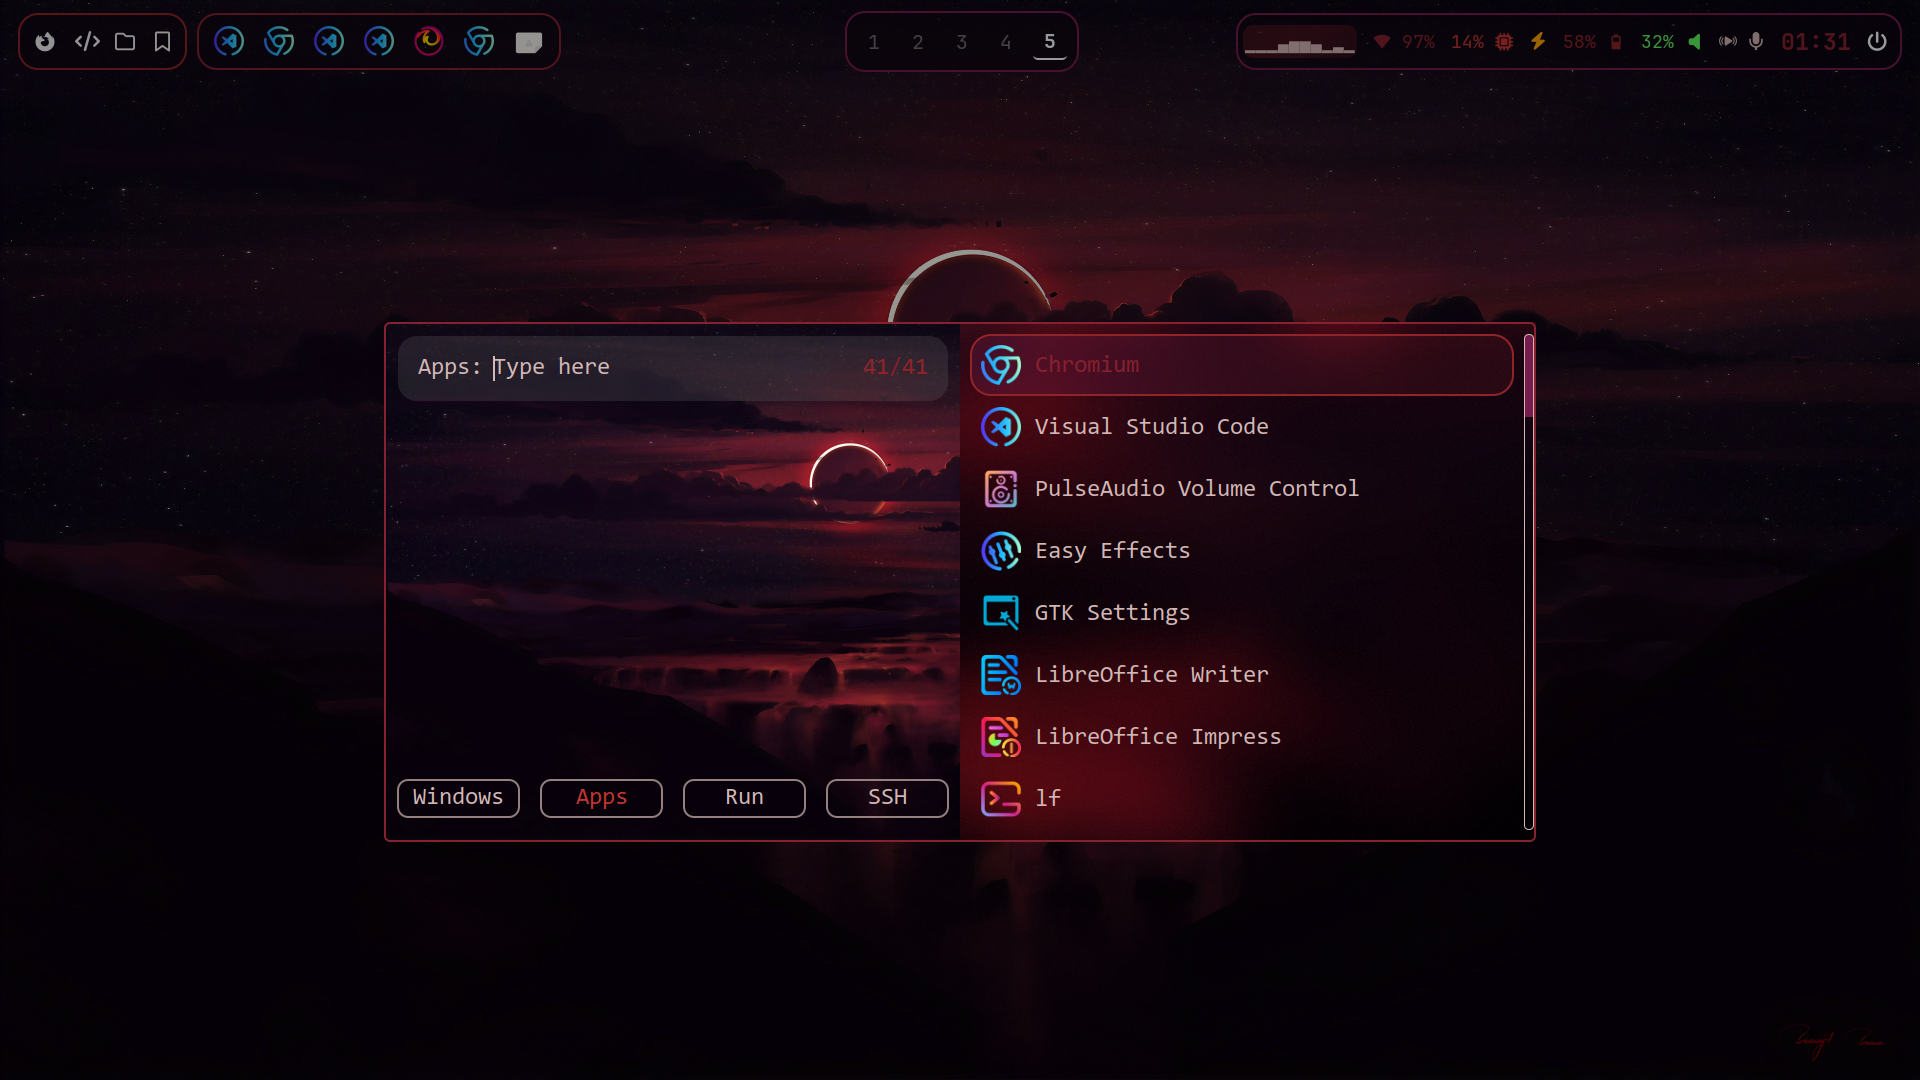 1 2 3 4 5
97% 14% 58% 32% 01:31
Apps: Type here 41/41
Chromium
Visual Studio Code
PulseAudio Volume Control
Easy Effects
GTK Settings
LibreOffice Writer
LibreOffice Impress
lf
Windows Apps Run SSH